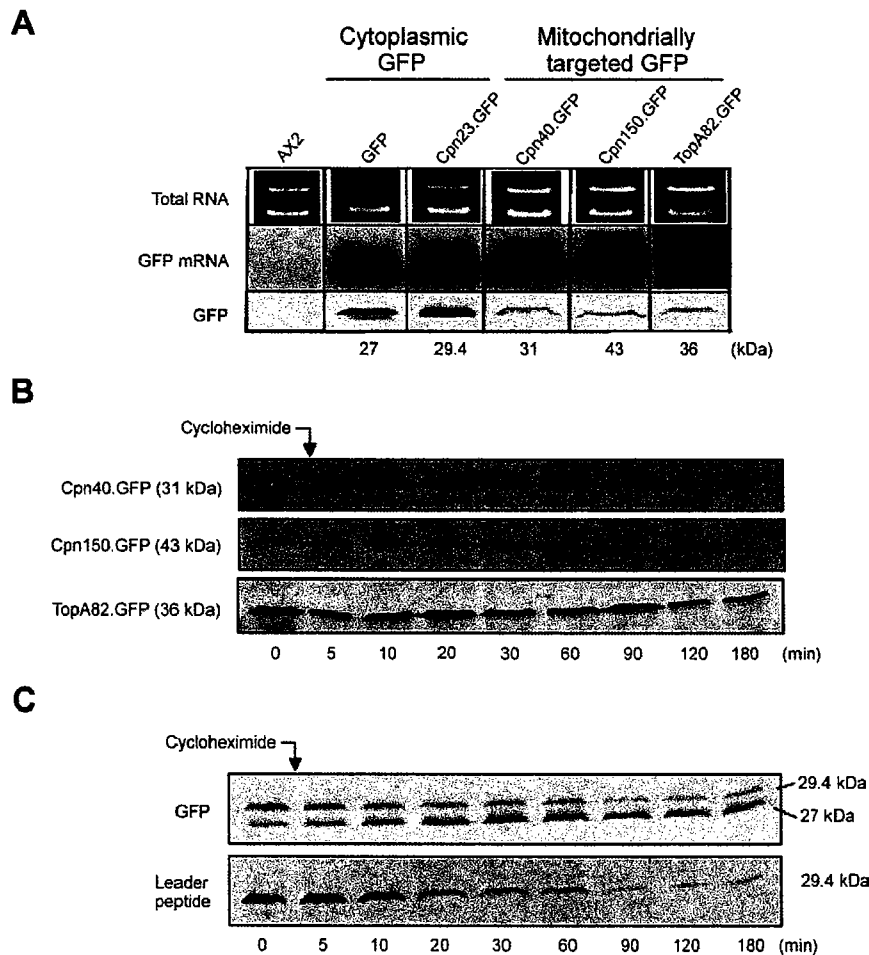 A
Cytoplasmic
GFP
Mitochondrially
targeted GFP
AX2
GFP
Cpn23.GFP
Cpn40.GFP
Cpn150.GFP
TopA82.GFP
Total RNA
GFP mRNA
GFP
27 29.4 31 43 36 (kDa)
B
Cycloheximide
Cpn40.GFP (31 kDa)
Cpn150.GFP (43 kDa)
TopA82.GFP (36 kDa)
0 5 10 20 30 60 90 120 180 (min)
C
Cycloheximide
GFP
29.4 kDa
27 kDa
Leader
peptide
29.4 kDa
0 5 10 20 30 60 90 120 180 (min)